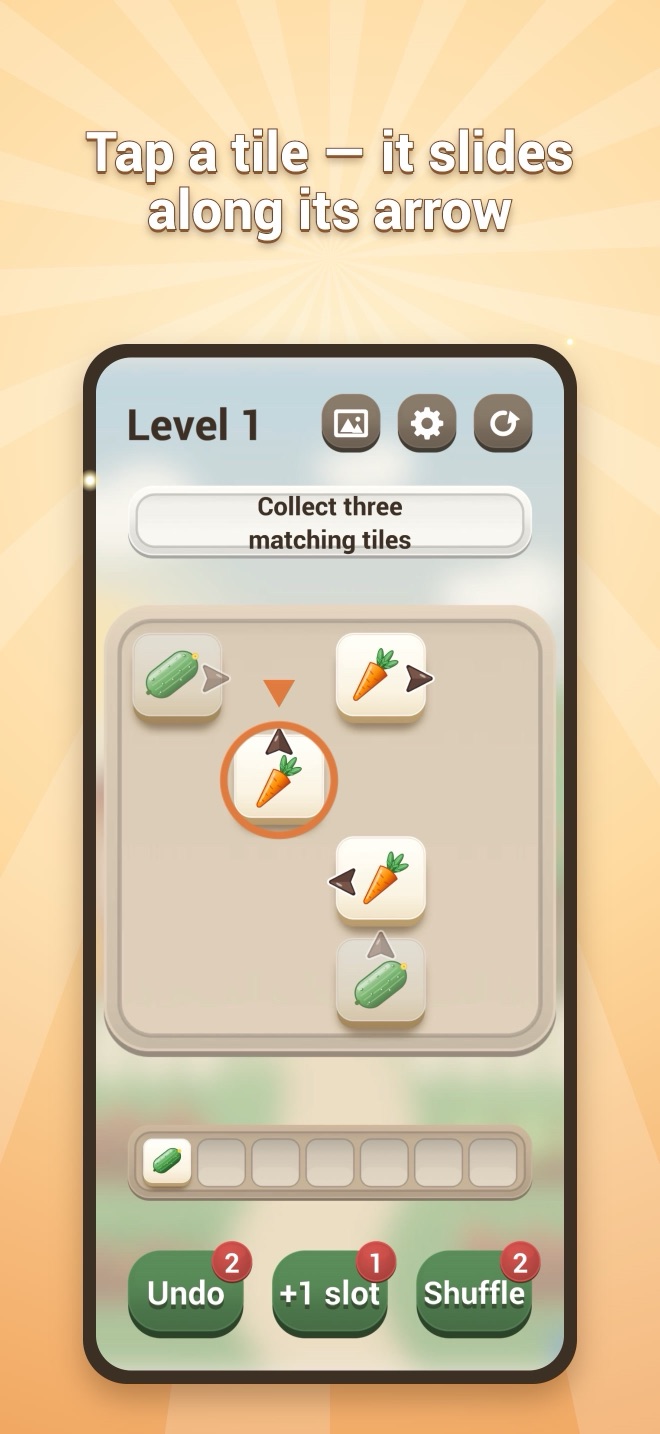 Tap a tile — it slides
along its arrow
Level 1
Collect three
matching tiles
2
1
2
Undo
+1 slot
Shuffle